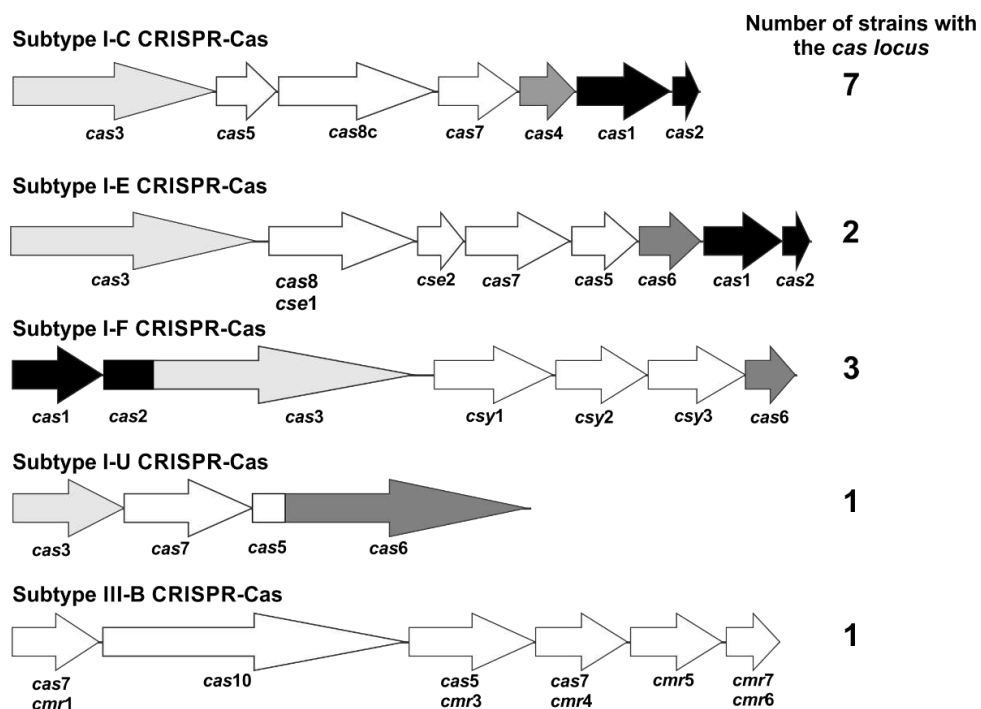 Number of strains with
the cas locus
Subtype I-C CRISPR-Cas
7
cas3 cas5 cas8c cas7 cas4 cas1 cas2
Subtype I-E CRISPR-Cas
2
cas3 cas8 cse2 cas7 cas5 cas6 cas1 cas2
cse1
Subtype I-F CRISPR-Cas
3
cas1 cas2 cas3 csy1 csy2 csy3 cas6
Subtype I-U CRISPR-Cas
1
cas3 cas7 cas5 cas6
Subtype III-B CRISPR-Cas
1
cas7 cas10 cas5 cas7 cmr5 cmr7
cmr1 cmr3 cmr4 cmr6